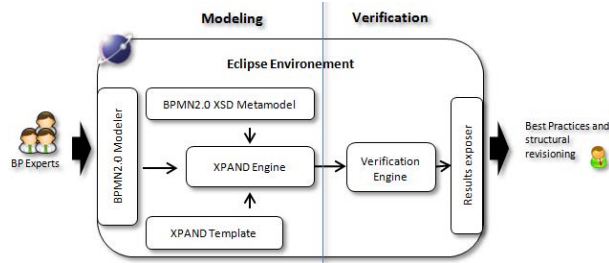 Modeling
Verification
Eclipse Environement
BPMN2.0 Modeler
BPMN2.0 XSD Metamodel
XPAND Engine
XPAND Template
Verification
Engine
Results exposer
BP Experts
Best Practices and
structural
revisioning